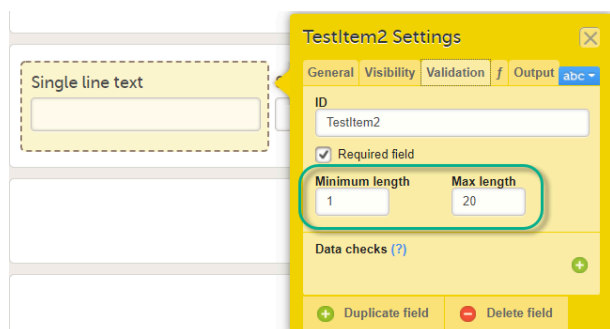 TestItem2 Settings
General Visibility Validation f Output abc
Single line text
ID
TestItem2
Required field
Minimum length Max length
1 20
Data checks (?)
Duplicate field Delete field